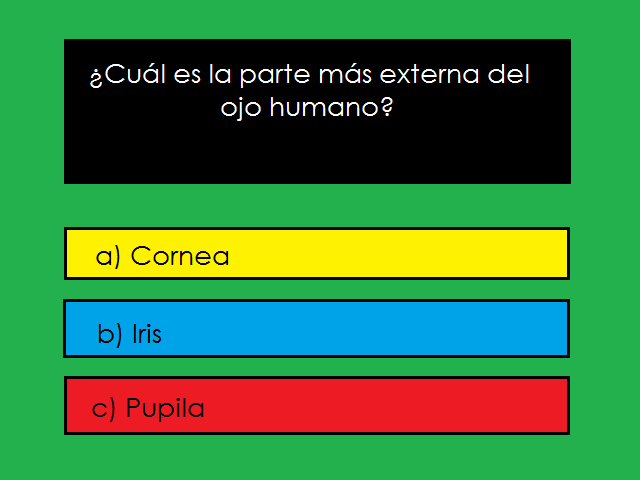 ¿Cuál es la parte más externa del
ojo humano?
a) Cornea
b) Iris
c) Pupila